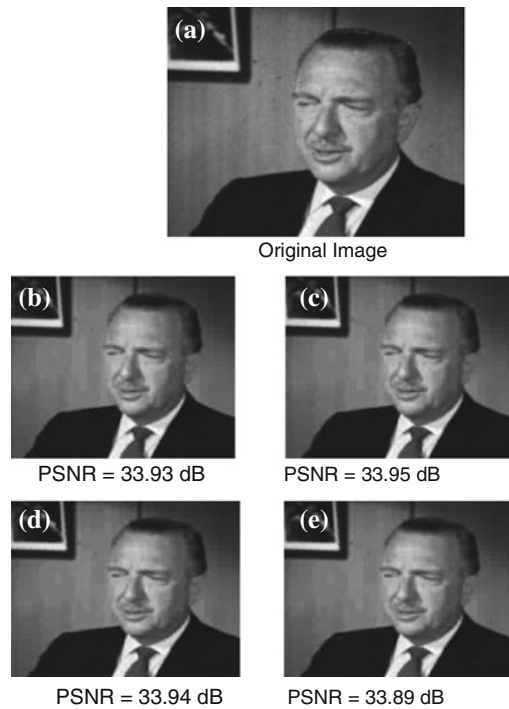 (a)
Original Image
(b)
(c)
PSNR = 33.93 dB
PSNR = 33.95 dB
(d)
(e)
PSNR = 33.94 dB
PSNR = 33.89 dB